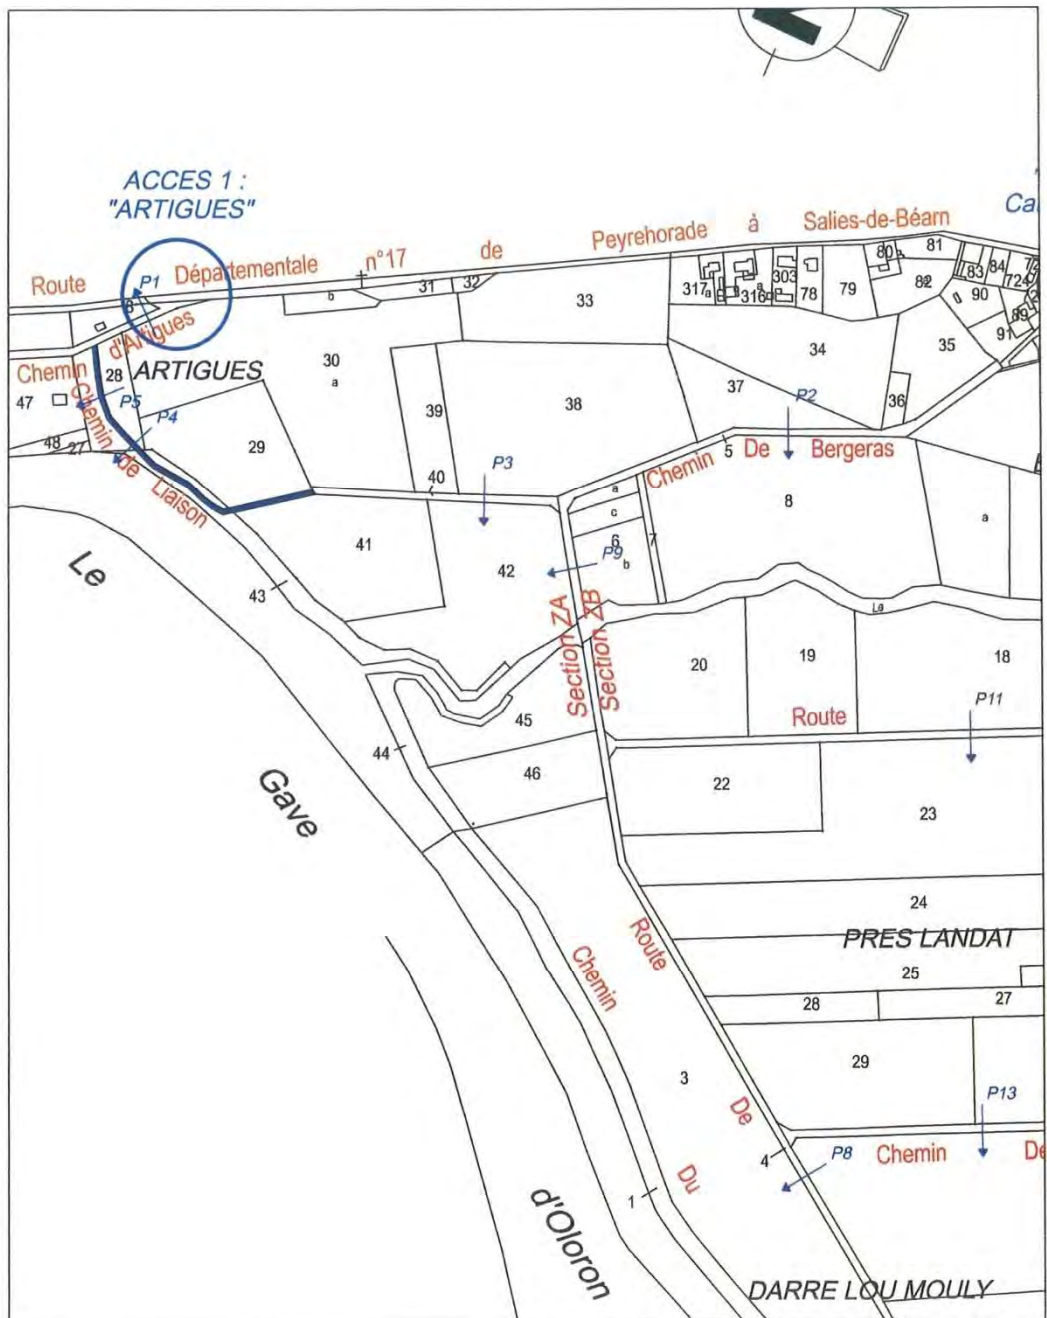 ACCES 1 :
"ARTIGUES"
Cal
Route Départementale n°17 de Peyrehorade à Salies-de-Béarn
P1
b
31
32
33
317
a
a
316
303
78
79
80
81
82
83
84
724
90
89
91
Chemin d'Artigues
ARTIGUES
28
47
48
27
P5
P4
Chemin de Liaison
30
a
29
39
40
38
37
34
35
36
P2
P3
5
Chemin De Bergeras
41
42
43
a
c
6
b
7
8
a
P9
Section ZA
Section ZB
Le
20
19
18
P11
Route
44
45
46
22
23
24
PRES LANDAT
25
28
27
29
P13
Le Gave d'Oloron
Chemin Du
Route De
3
4
1
P8
Chemin De
DARRE LOU MOULY